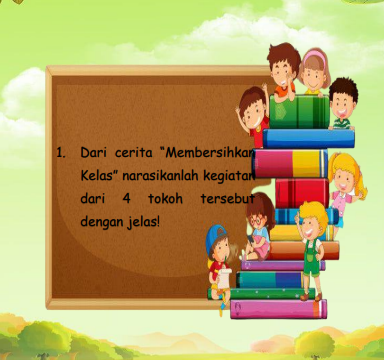 1. Dari cerita “Membersihkan
Kelas” narasikanlah kegiatan
dari 4 tokoh tersebut
dengan jelas!